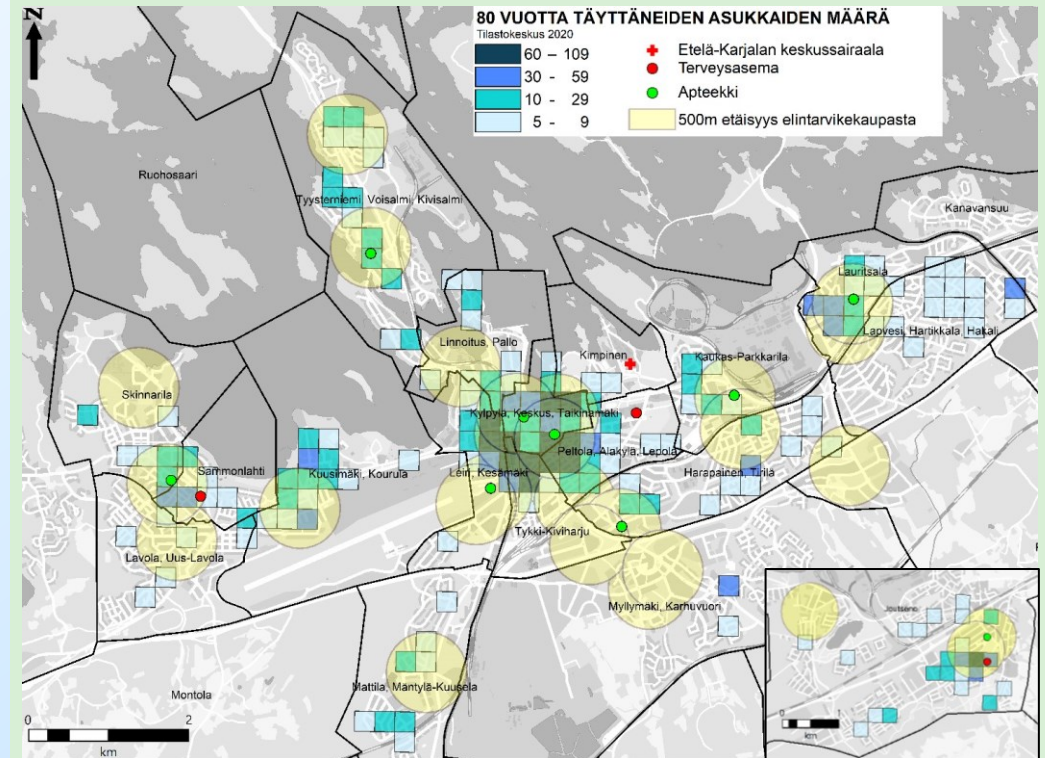 N
80 VUOTTA TÄYTTÄNEIDEN ASUKKAIDEN MÄÄRÄ
Tilastokeskus 2020
60 – 109
30 - 59
10 - 29
5 - 9
Etelä-Karjalan keskussairaala
Terveysasema
Apteekki
500m etäisyys elintarvikekaupasta
Ruohosaari
Tyysterniemi, Voisalmi, Kivisalmi
Kanavansuu
Lauritsala
Lapvesi, Hartikkala, Hakali
Linnoitus, Pallo
Kimpinen
Kaukas-Parkkarila
Skinnarila
Kylpylä, Keskus, Taikinamäki
Peltola, Alakylä, Lepola
Sammonlahti
Kuusimäki, Kourula
Leiri, Kesämäki
Harapainen, Tirilä
Tykki-Kiviharju
Lavola, Uus-Lavola
Myllymäki, Karhuvuori
Mattila, Mäntylä-Kuusela
Montola
Joutseno
0 2
km
0 1
km